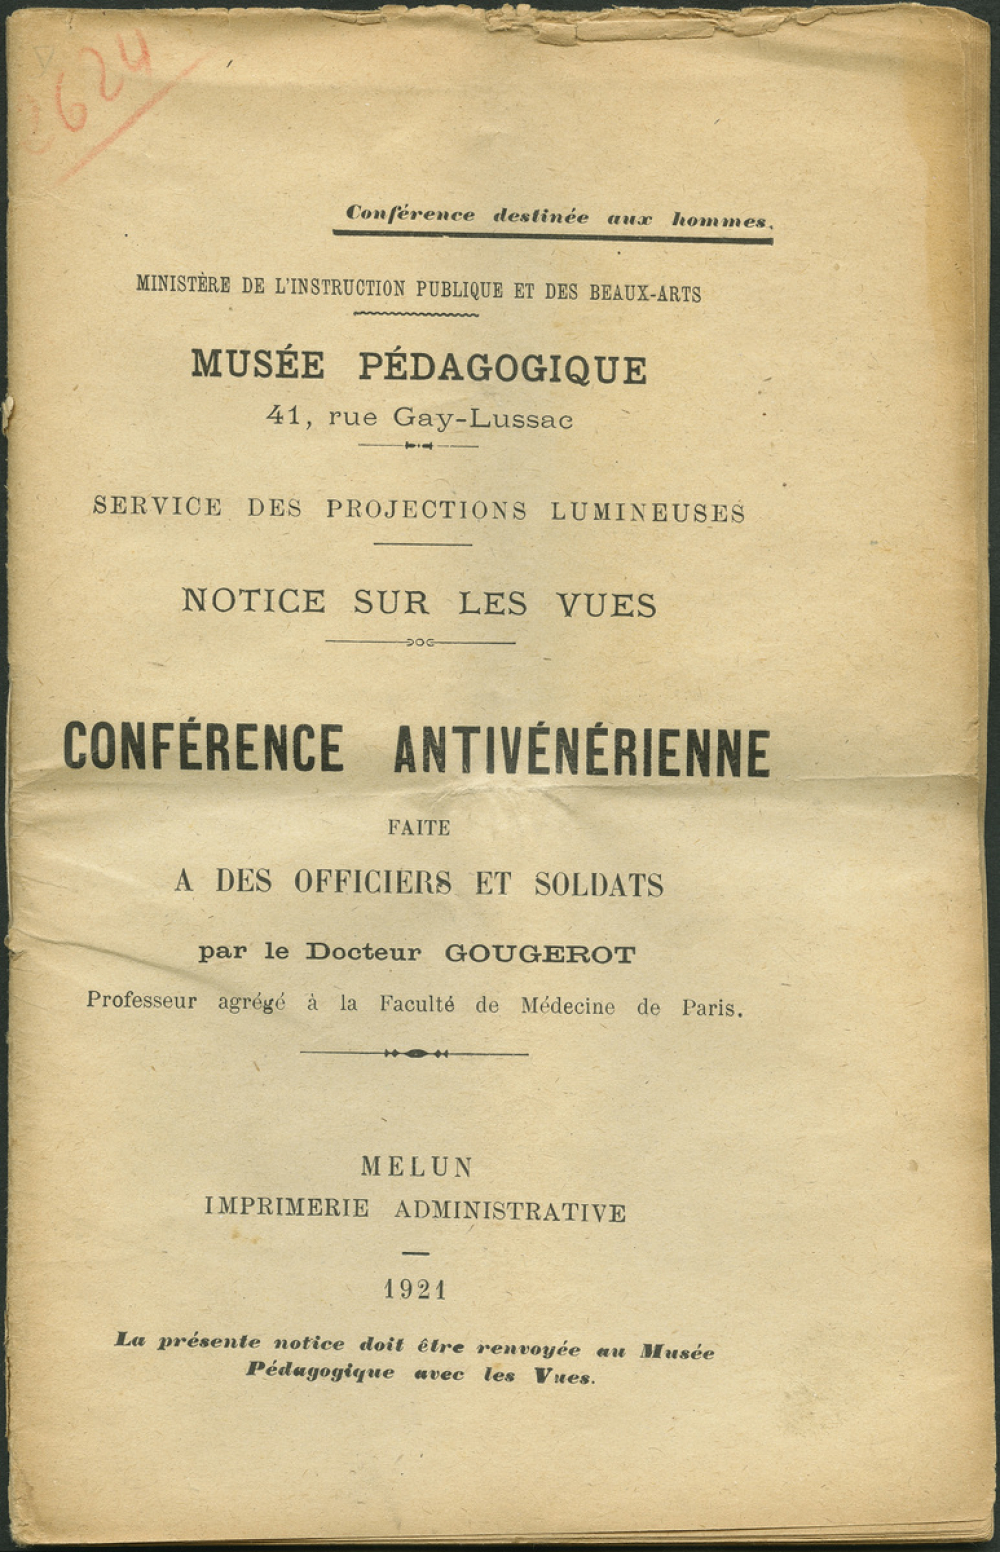 2624
Conférence destinée aux hommes.
MINISTÈRE DE L'INSTRUCTION PUBLIQUE ET DES BEAUX-ARTS
MUSÉE PÉDAGOGIQUE
41, rue Gay-Lussac
SERVICE DES PROJECTIONS LUMINEUSES
NOTICE SUR LES VUES
CONFÉRENCE ANTIVÉNÉRIENNE
FAITE
A DES OFFICIERS ET SOLDATS
par le Docteur GOUGEROT
Professeur agrégé à la Faculté de Médecine de Paris.
MELUN
IMPRIMERIE ADMINISTRATIVE
1921
La présente notice doit être renvoyée au Musée
Pédagogique avec les Vues.